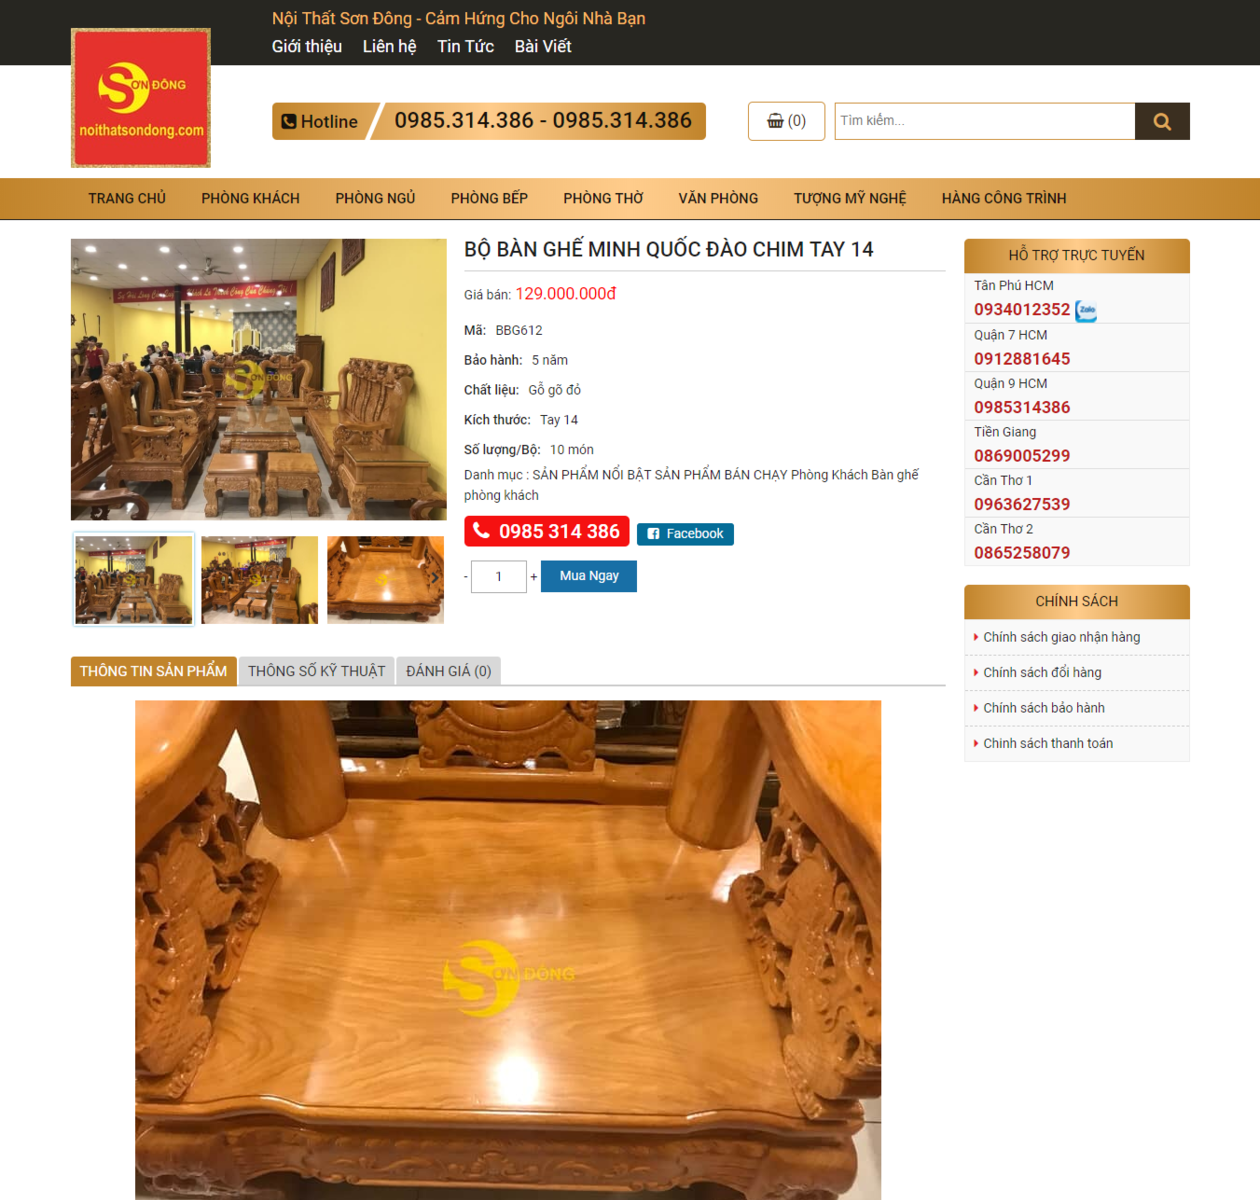 Nội Thất Sơn Đông - Cảm Hứng Cho Ngôi Nhà Bạn
Giới thiệu Liên hệ Tin Tức Bài Viết
SƠN ĐÔNG
noithatsondong.com
Hotline 0985.314.386 - 0985.314.386
(0)
Tìm kiếm...
TRANG CHỦ PHÒNG KHÁCH PHÒNG NGỦ PHÒNG BẾP PHÒNG THỜ VĂN PHÒNG TƯỢNG MỸ NGHỆ HÀNG CÔNG TRÌNH
BỘ BÀN GHẾ MINH QUỐC ĐÀO CHIM TAY 14
Giá bán: 129.000.000đ
Mã: BBG612
Bảo hành: 5 năm
Chất liệu: Gỗ gõ đỏ
Kích thước: Tay 14
Số lượng/Bộ: 10 món
Danh mục : SẢN PHẨM NỔI BẬT SẢN PHẨM BÁN CHẠY Phòng Khách Bàn ghế
phòng khách
0985 314 386 Facebook
- 1 + Mua Ngay
SƠN ĐÔNG
HỖ TRỢ TRỰC TUYẾN
Tân Phú HCM
0934012352 Zalo
Quận 7 HCM
0912881645
Quận 9 HCM
0985314386
Tiền Giang
0869005299
Cần Thơ 1
0963627539
Cần Thơ 2
0865258079
CHÍNH SÁCH
Chính sách giao nhận hàng
Chính sách đổi hàng
Chính sách bảo hành
Chinh sách thanh toán
THÔNG TIN SẢN PHẨM THÔNG SỐ KỸ THUẬT ĐÁNH GIÁ (0)
SƠN ĐÔNG